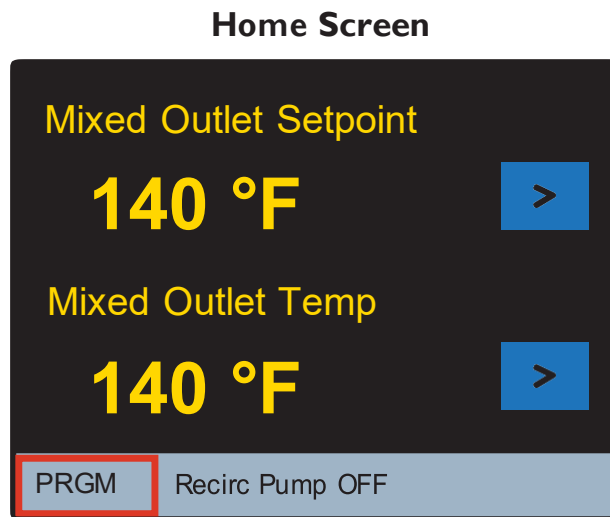 Home Screen
Mixed Outlet Setpoint
140 °F >
Mixed Outlet Temp
140 °F >
PRGM Recirc Pump OFF